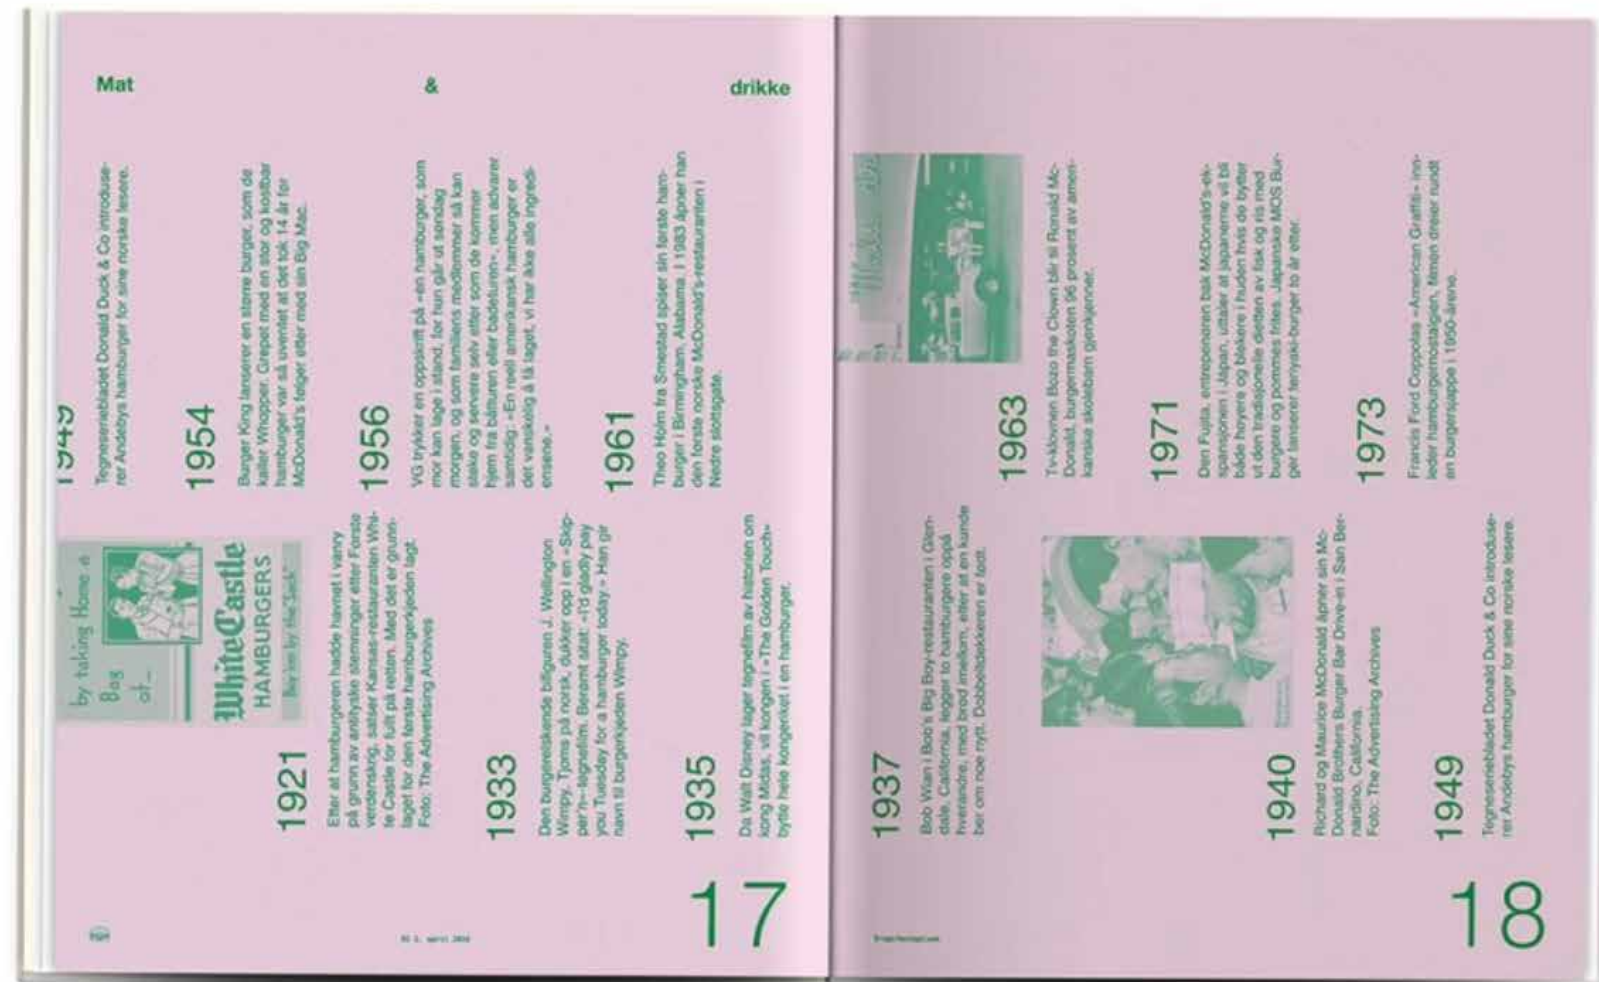 Mat & drikke
1949
Tegneseriebladet Donald Duck & Co introduse-
rer Andebys hamburger for sine norske lesere.
1954
Burger King lanserer en større burger, som de
kaller Whopper. Grepet med en stor og kostbar
hamburger var så uventet at det tok 14 år før
McDonald's følger etter med sin Big Mac.
1956
VG trykker en oppskrift på «en hamburger, som
mor kan lage i stand, før hun går ut søndag
morgen, og som familiens medlemmer så kan
steke og servere selv etter som de kommer
hjem fra båtturen eller badeturen», men advarer
samtidig: «En reell amerikansk hamburger er
det vanskelig å få laget, vi har ikke alle ingredi-
ensene.»
1961
Theo Holm fra Smestad spiser sin første ham-
burger i Birmingham, Alabama. I 1983 åpner han
den første norske McDonald's-restauranten i
Nedre slottsgate.
by taking Home a
Bag
of_
White Castle
HAMBURGERS
Buy 'em by the "Sack"
1921
Etter at hamburgeren hadde havnet i vanry
på grunn av antityske stemninger etter Første
verdenskrig, satser Kansas-restauranten Whi-
te Castle for fullt på retten. Med det er grunn-
laget for den første hamburgerkjeden lagt.
Foto: The Advertising Archives
1933
Den burgerelskende bifiguren J. Wellington
Wimpy, Tjoms på norsk, dukker opp i en «Skip-
per'n»-tegnefilm. Berømt sitat: «I'd gladly pay
you Tuesday for a hamburger today.» Han gir
navn til burgerkjeden Wimpy.
1935
Da Walt Disney lager tegnefilm av historien om
kong Midas, vil kongen i «The Golden Touch»
bytte hele kongeriket i en hamburger.
17
1963
Tv-klovnen Bozo the Clown blir til Ronald Mc-
Donald, burgermaskoten 96 prosent av ameri-
kanske skolebarn gjenkjenner.
1971
Den Fujita, entreprenøren bak McDonald's-ek-
spansjonen i Japan, uttaler at japanerne vil bli
både høyere og blekere i huden hvis de bytter
ut den tradisjonelle dietten av fisk og ris med
burgere og pommes frites. Japanske MOS Bur-
ger lanserer teriyaki-burger to år etter.
1973
Francis Ford Coppolas «American Graffiti» inn-
leder hamburgernostalgien, filmen dreier rundt
en burgersjappe i 1950-årene.
1937
Bob Wian i Bob's Big Boy-restauranten i Glen-
dale, California, legger to hamburgere oppå
hverandre, med brød imellom, etter at en kunde
ber om noe nytt. Dobbeltdekkeren er født.
1940
Richard og Maurice McDonald åpner sin Mc-
Donald Brothers Burger Bar Drive-in i San Ber-
nardino, California.
Foto: The Advertising Archives
1949
Tegneseriebladet Donald Duck & Co introduse-
rer Andebys hamburger for sine norske lesere.
18